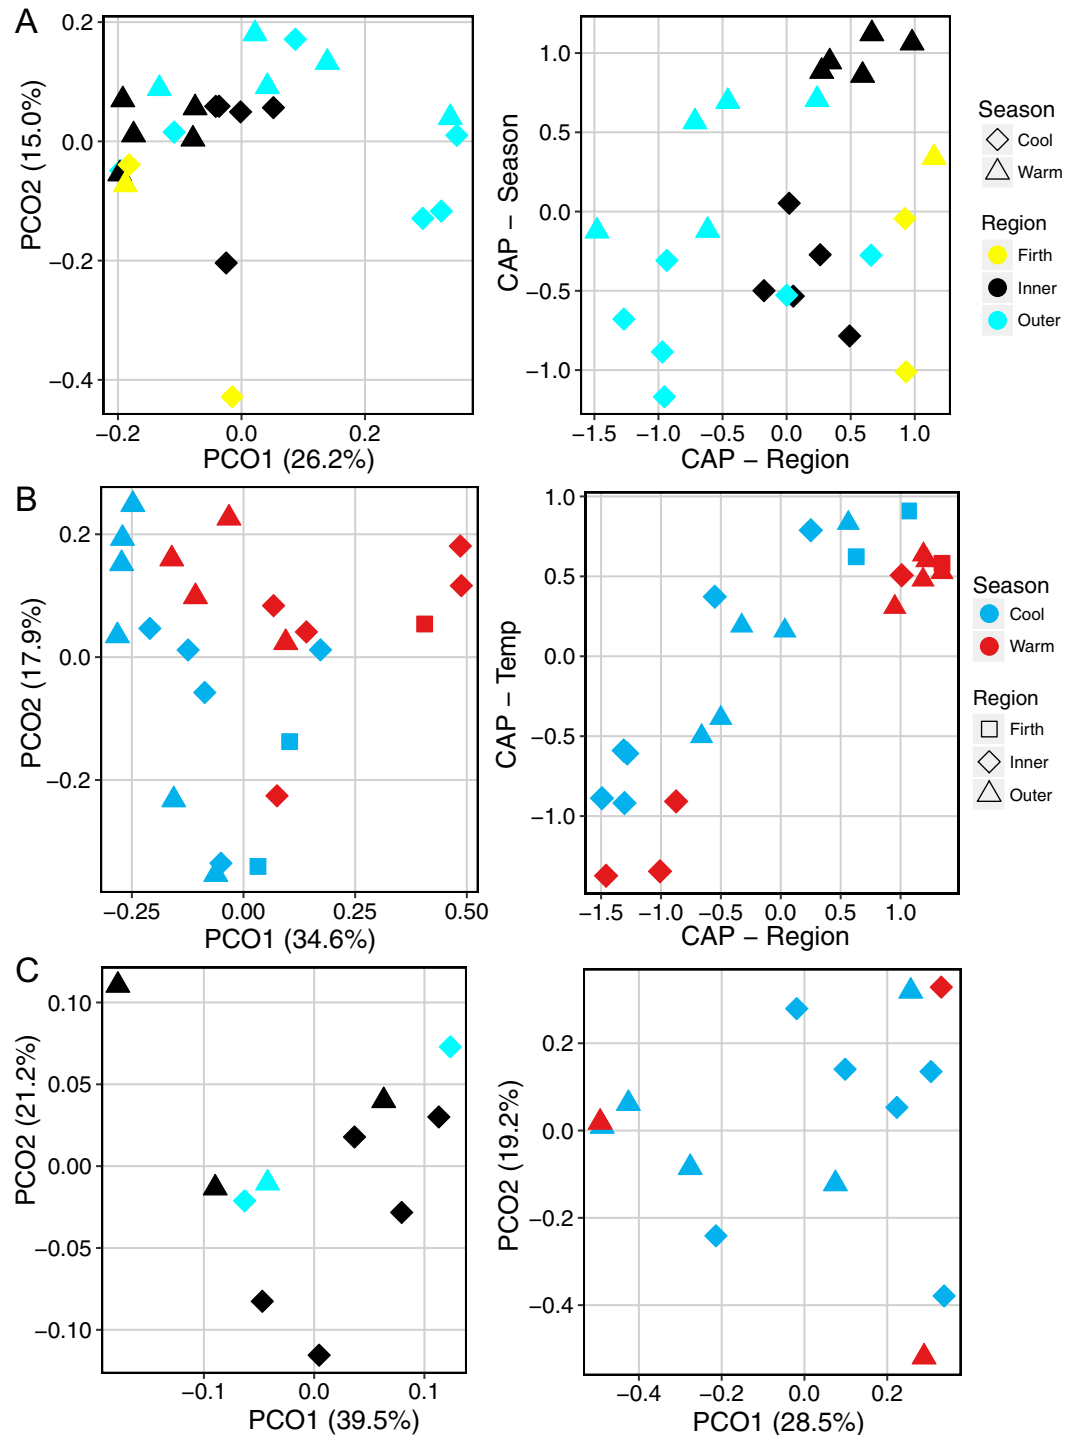 A
0.2
0.0
−0.2
−0.4
PCO2 (15.0%)
−0.2
0.0
0.2
PCO1 (26.2%)
1.0
0.5
0.0
−0.5
−1.0
CAP − Season
−1.5
−1.0
−0.5
0.0
0.5
1.0
CAP − Region
Season
Cool
Warm
Region
Firth
Inner
Outer
B
0.2
0.0
−0.2
PCO2 (17.9%)
−0.25
0.00
0.25
0.50
PCO1 (34.6%)
1.0
0.5
0.0
−0.5
−1.0
CAP − Temp
−1.5
−1.0
−0.5
0.0
0.5
1.0
CAP − Region
Season
Cool
Warm
Region
Firth
Inner
Outer
C
0.10
0.05
0.00
−0.05
−0.10
PCO2 (21.2%)
−0.1
0.0
0.1
PCO1 (39.5%)
0.2
0.0
−0.2
−0.4
PCO2 (19.2%)
−0.4
−0.2
0.0
0.2
PCO1 (28.5%)